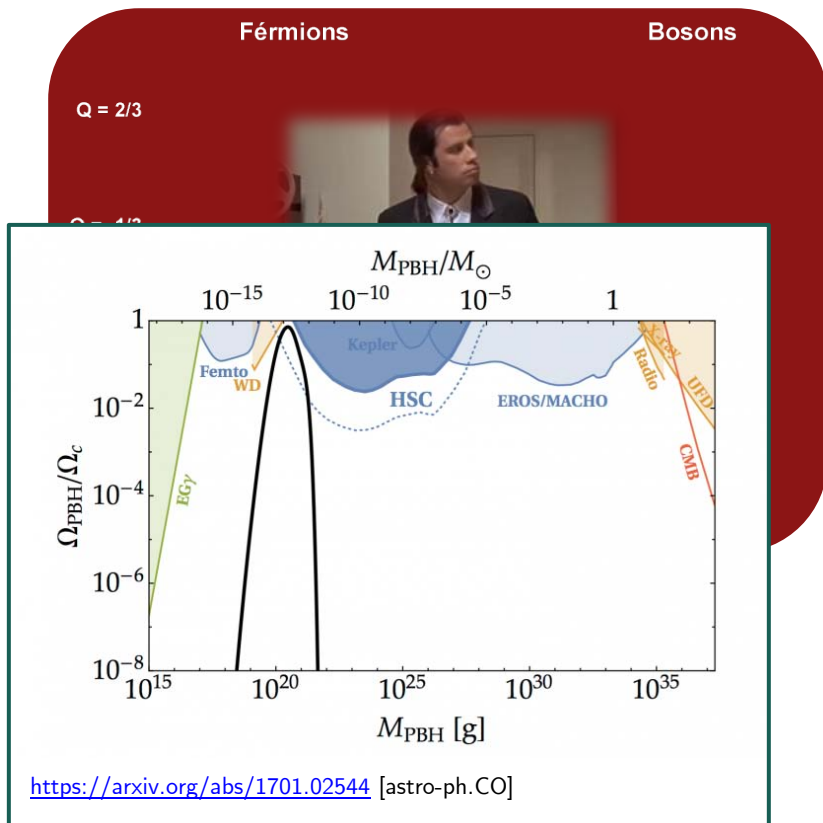 Férmions
Bosons
Q = 2/3
M_PBH/M_⊙
10^−15
10^−10
10^−5
1
1
10^−2
10^−4
10^−6
10^−8
Ω_PBH/Ω_c
Femto
WD
Kepler
HSC
EROS/MACHO
X-ray
Radio
UFD
CMB
EGγ
10^15
10^20
10^25
10^30
10^35
M_PBH [g]
https://arxiv.org/abs/1701.02544 [astro-ph.CO]